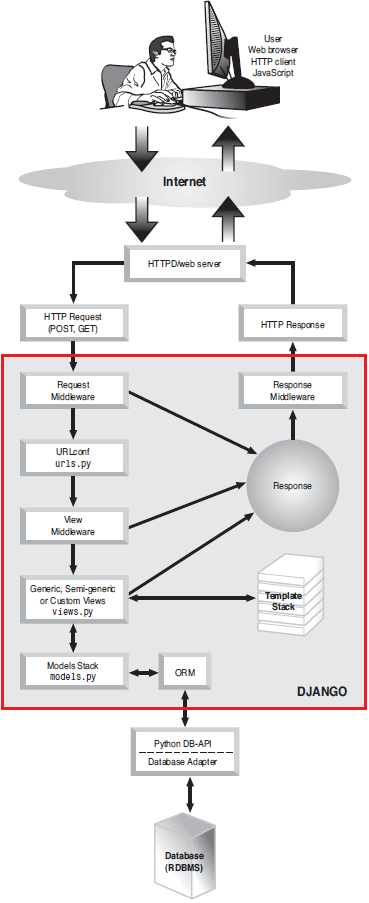 User
Web browser
HTTP client
JavaScript
Internet
HTTPD/web server
HTTP Request
(POST, GET)
HTTP Response
Request
Middleware
Response
Middleware
URLconf
urls.py
Response
View
Middleware
Generic, Semi-generic
or Custom Views
views.py
Template
Stack
Models Stack
models.py
ORM
DJANGO
Python DB-API
Database Adapter
Database
(RDBMS)